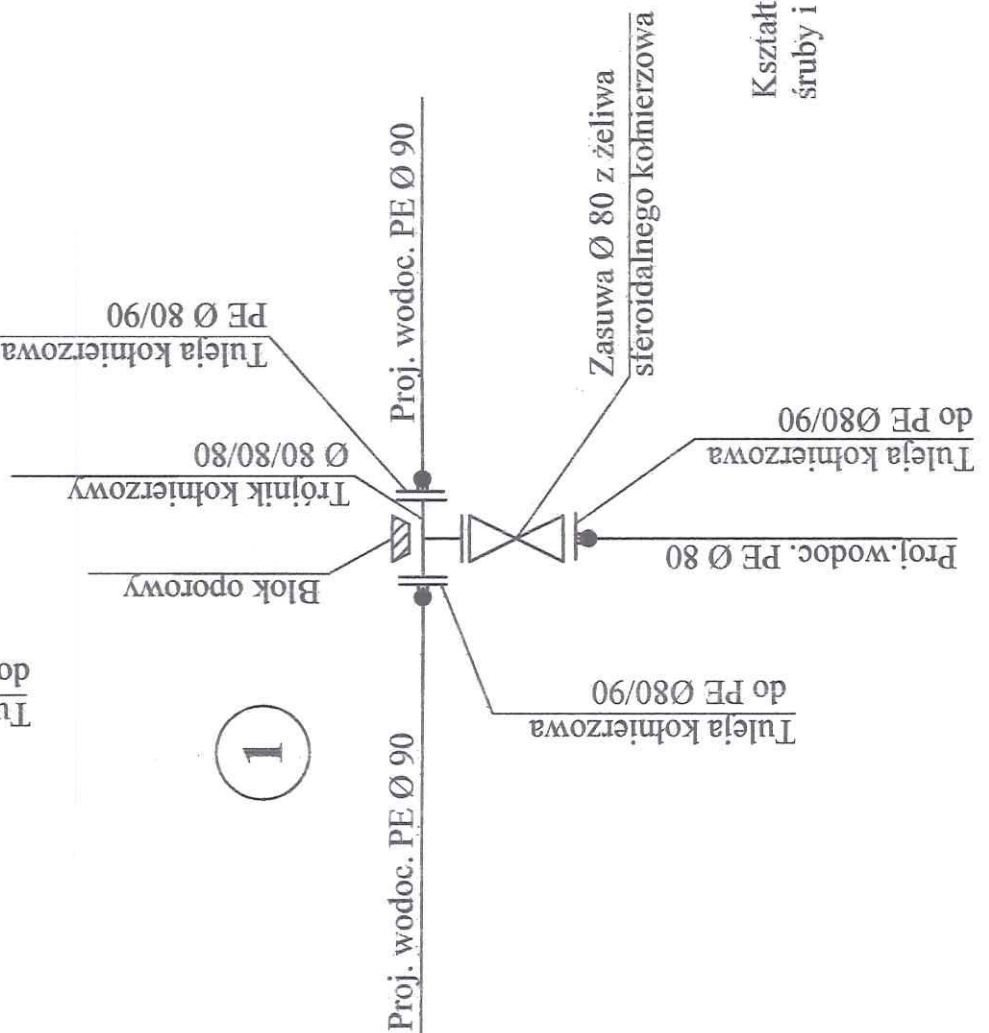 Tuleja kołnierzowa
PE Ø 80/90
Trójnik kołnierzowy
Ø 80/80/80
Blok oporowy
Proj. wodoc. PE Ø 90
Zasuwa Ø 80 z żeliwa
sferoidalnego kołnierzowa
Kształt
śruby i
Tu
do
1
Proj. wodoc. PE Ø 90
Tuleja kołnierzowa
do PE Ø80/90
Proj.wodoc. PE Ø 80
Tuleja kołnierzowa
do PE Ø80/90